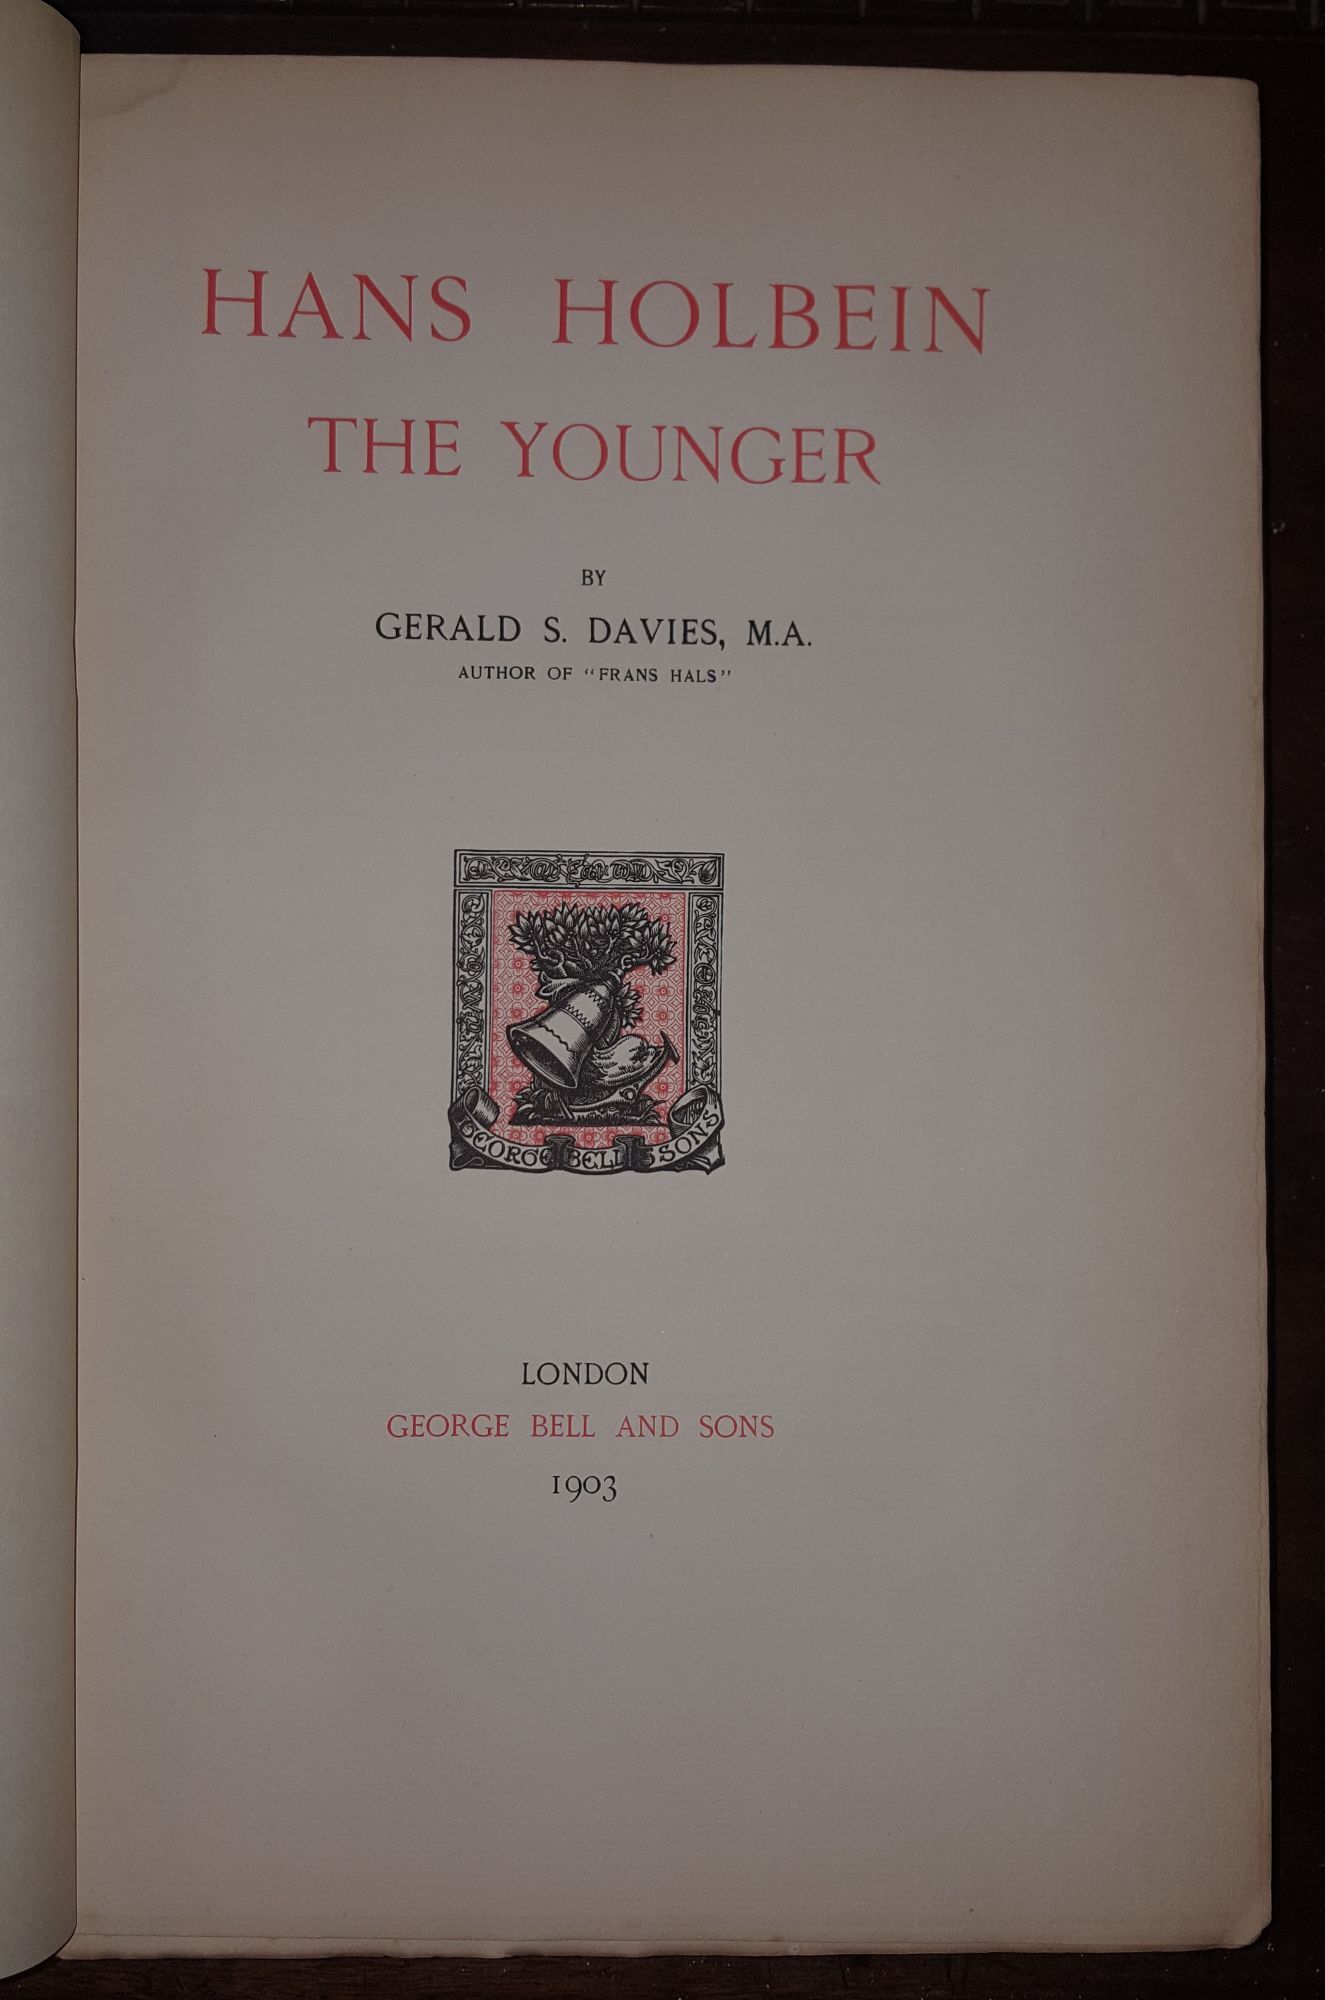 HANS HOLBEIN
THE YOUNGER
BY
GERALD S. DAVIES, M.A.
AUTHOR OF "FRANS HALS"
GEORGE BELL & SONS
LONDON
GEORGE BELL AND SONS
1903